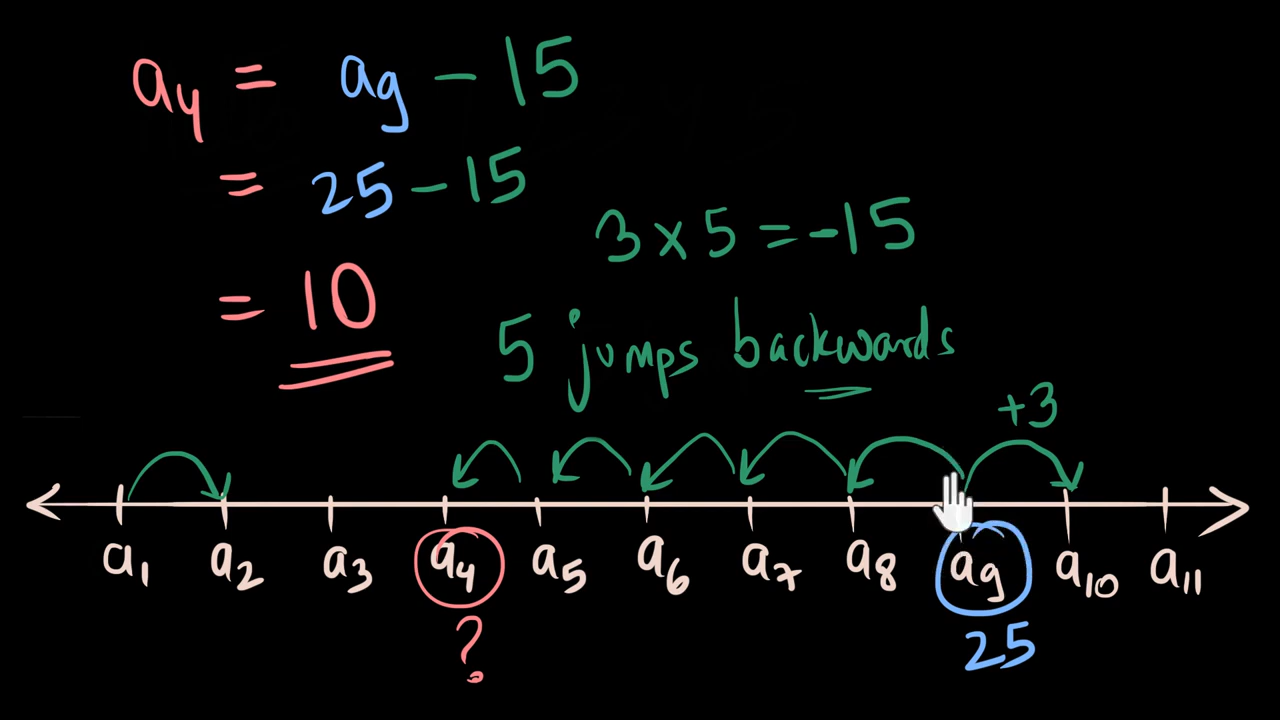 a₄ = a₉ - 15
= 25 - 15
3 × 5 = -15
= 10
5 jumps backwards
+3
a₁ a₂ a₃ a₄ a₅ a₆ a₇ a₈ a₉ a₁₀ a₁₁
? 25